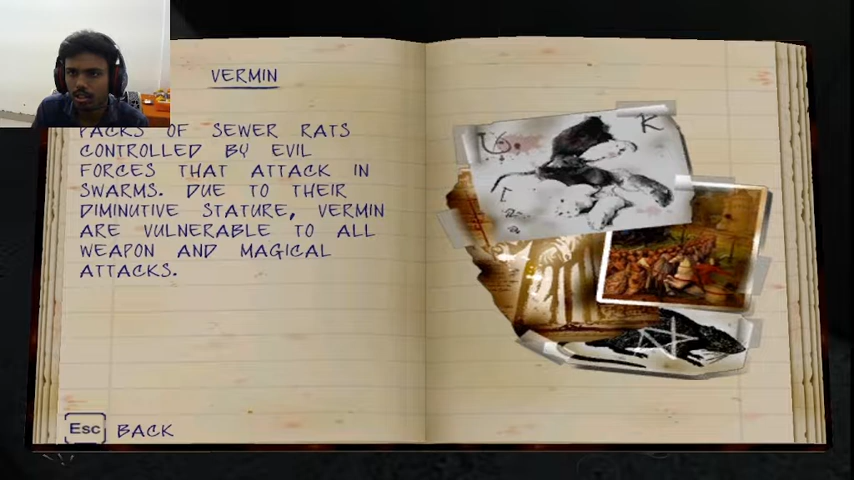 VERMIN
PACKS OF SEWER RATS
CONTROLLED BY EVIL
FORCES THAT ATTACK IN
SWARMS. DUE TO THEIR
DIMINUTIVE STATURE, VERMIN
ARE VULNERABLE TO ALL
WEAPON AND MAGICAL
ATTACKS.
R
Esc BACK